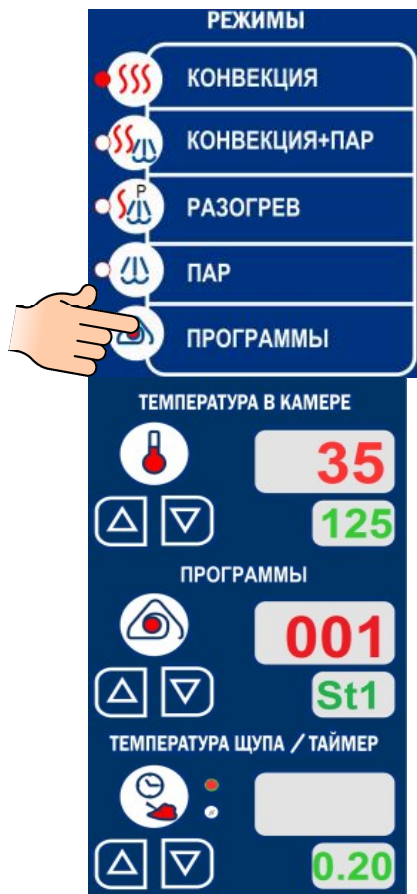 РЕЖИМЫ
КОНВЕКЦИЯ
КОНВЕКЦИЯ+ПАР
P
РАЗОГРЕВ
ПАР
ПРОГРАММЫ
ТЕМПЕРАТУРА В КАМЕРЕ
35
125
ПРОГРАММЫ
001
St1
ТЕМПЕРАТУРА ЩУПА / ТАЙМЕР
0.20